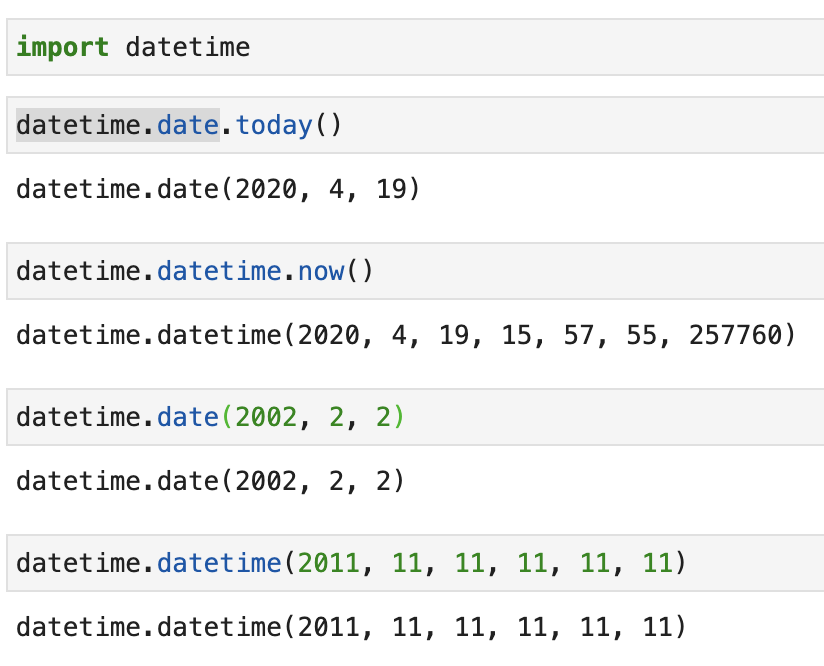 import datetime
datetime.date.today()
datetime.date(2020, 4, 19)
datetime.datetime.now()
datetime.datetime(2020, 4, 19, 15, 57, 55, 257760)
datetime.date(2002, 2, 2)
datetime.date(2002, 2, 2)
datetime.datetime(2011, 11, 11, 11, 11, 11)
datetime.datetime(2011, 11, 11, 11, 11, 11)